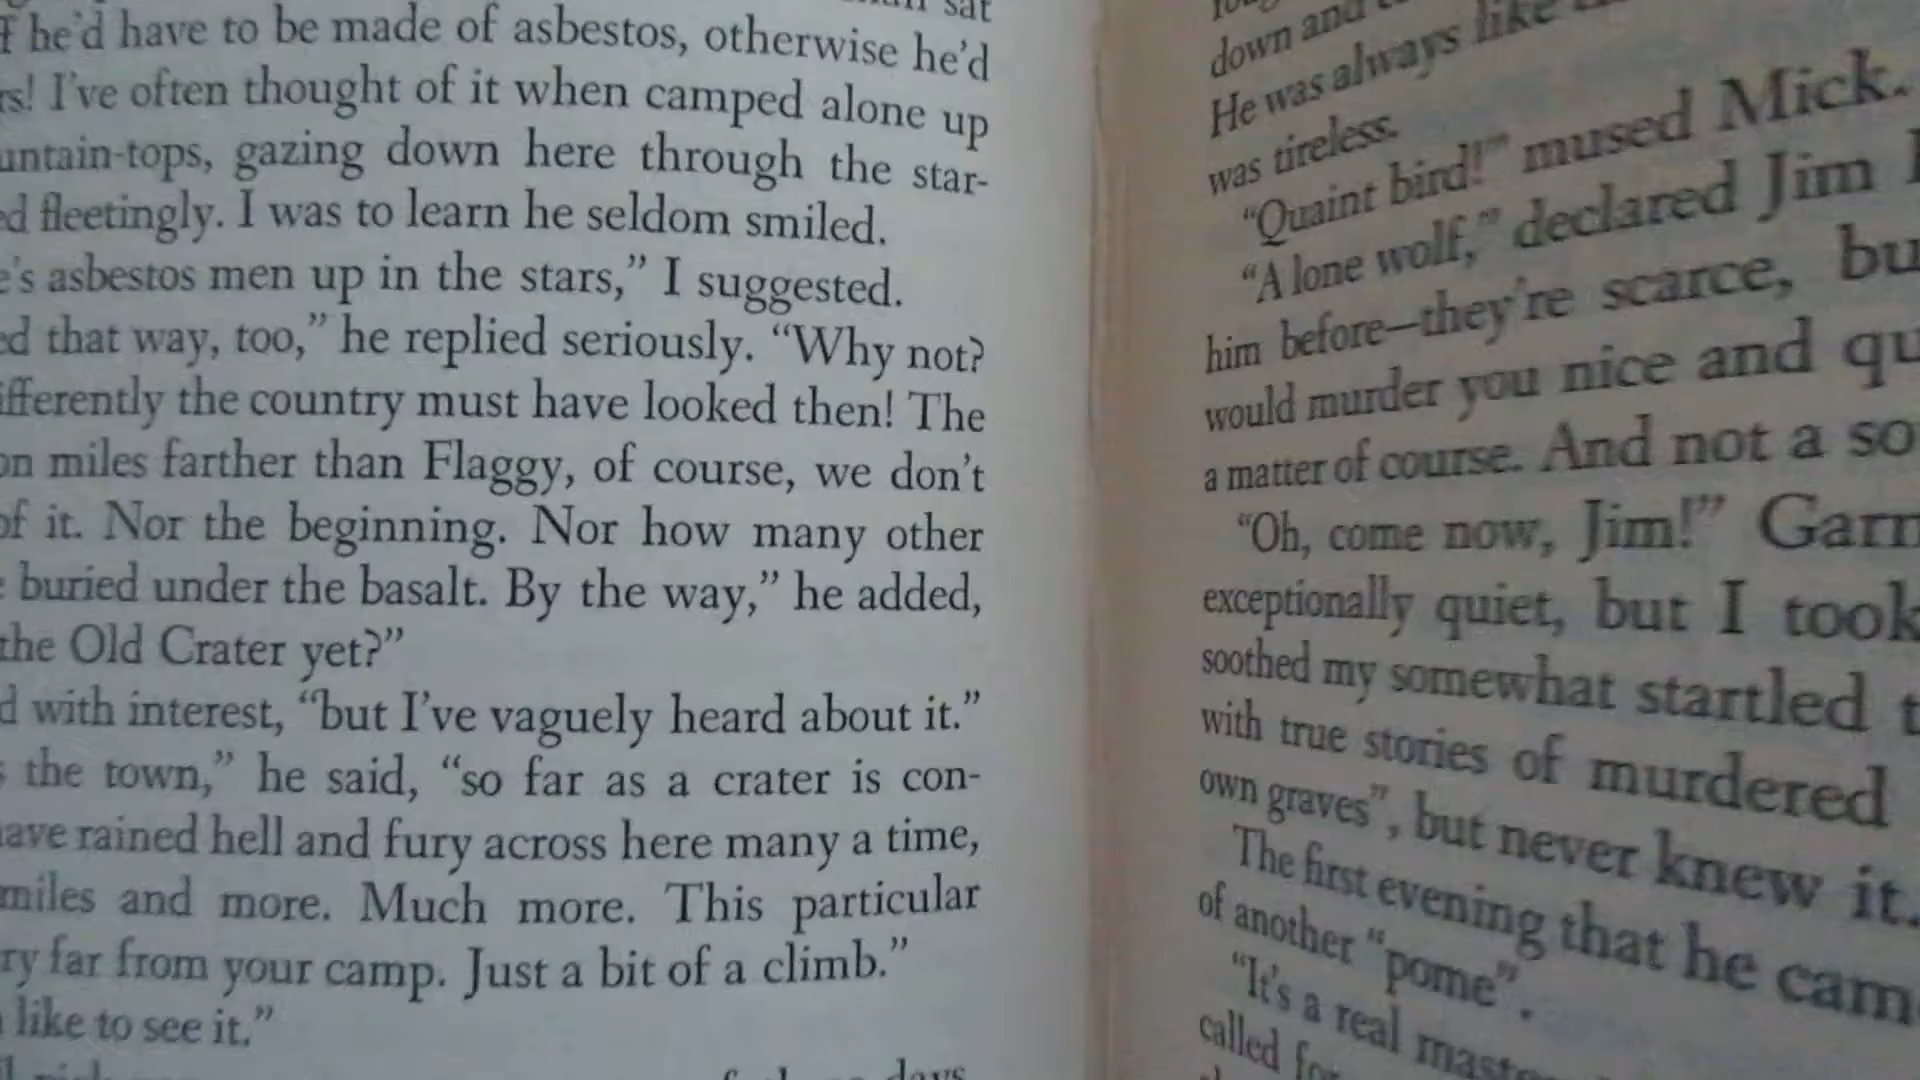 sat
he'd have to be made of asbestos, otherwise he'd
rs! I've often thought of it when camped alone up
untain-tops, gazing down here through the star-
ed fleetingly. I was to learn he seldom smiled.
e's asbestos men up in the stars,” I suggested.
ed that way, too,” he replied seriously. “Why not?
ifferently the country must have looked then! The
on miles farther than Flaggy, of course, we don't
of it. Nor the beginning. Nor how many other
buried under the basalt. By the way,” he added,
the Old Crater yet?”
d with interest, “but I've vaguely heard about it.”
s the town,” he said, “so far as a crater is con-
ave rained hell and fury across here many a time,
miles and more. Much more. This particular
ry far from your camp. Just a bit of a climb.”
like to see it.”
days
down and
He was always like
was tireless.
“Quaint bird!” mused Mick.
“A lone wolf,” declared Jim
him before—they're scarce, bu
would murder you nice and qu
a matter of course. And not a so
“Oh, come now, Jim!” Garn
exceptionally quiet, but I took
soothed my somewhat startled t
with true stories of murdered
own graves”, but never knew it.
The first evening that he cam
of another “pome”.
“It's a real mast
called for